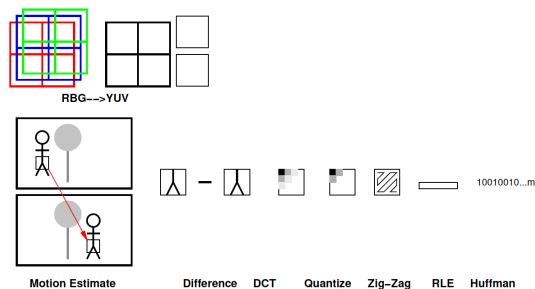 RBG-->YUV
10010010...m
Motion Estimate
Difference DCT Quantize Zig-Zag RLE Huffman